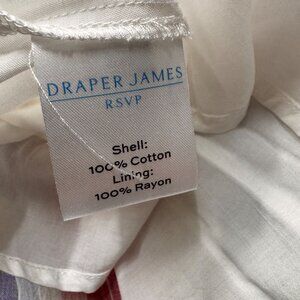 DRAPER JAMES
RSVP
Shell:
100% Cotton
Lining:
100% Rayon